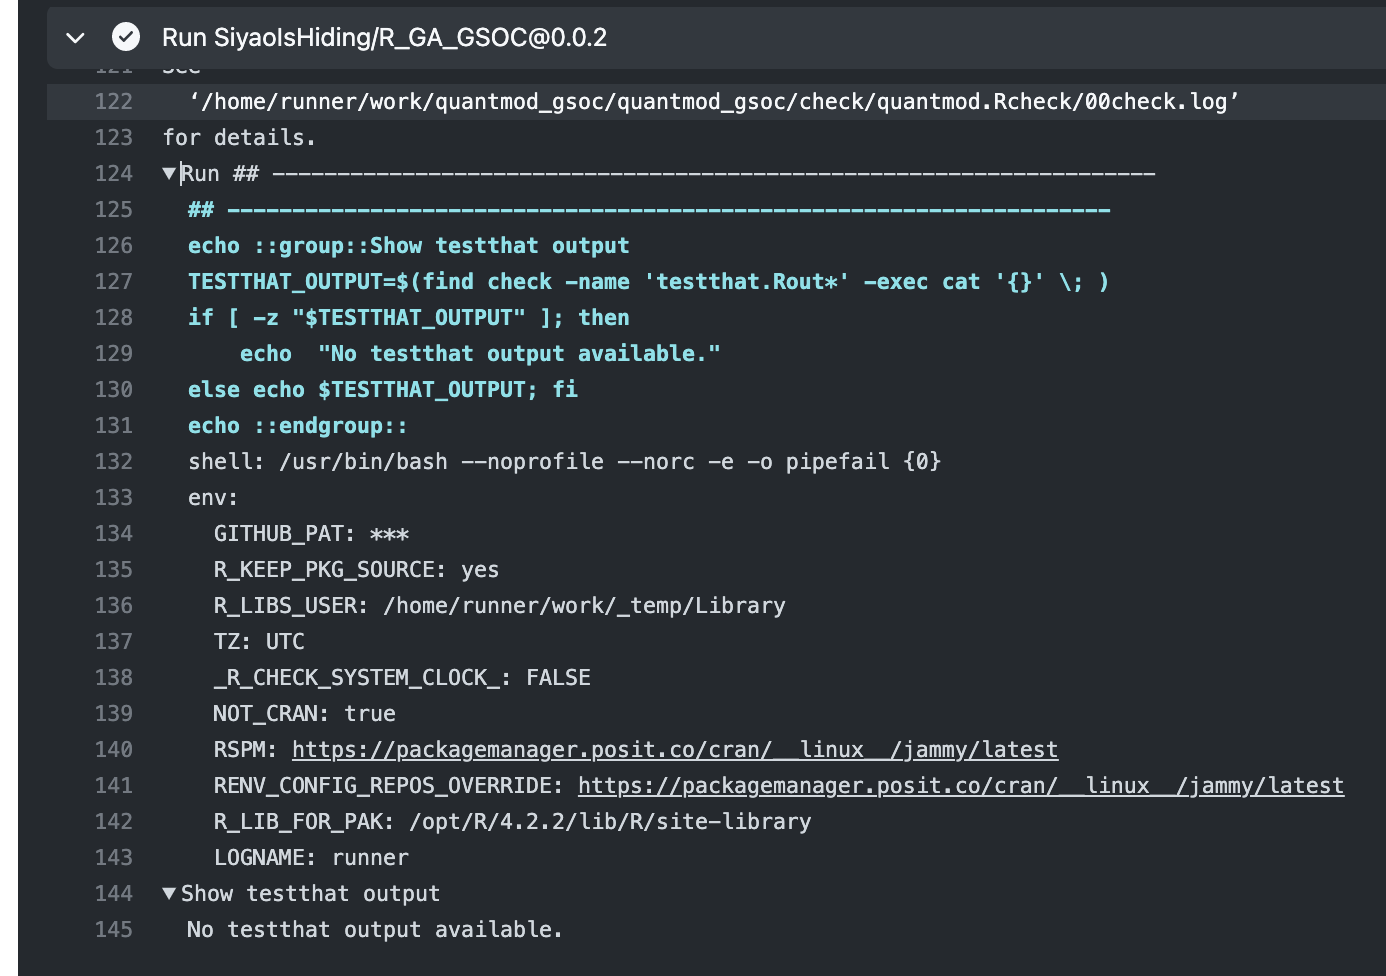 Run SiyaoIsHiding/R_GA_GSOC@0.0.2
121 See
122 ‘/home/runner/work/quantmod_gsoc/quantmod_gsoc/check/quantmod.Rcheck/00check.log’
123 for details.
124 ▼Run ## --------------------------------------------------------------------
125 ## --------------------------------------------------------------------
126 echo ::group::Show testthat output
127 TESTTHAT_OUTPUT=$(find check -name 'testthat.Rout*' -exec cat '{}' \; )
128 if [ -z "$TESTTHAT_OUTPUT" ]; then
129 echo  "No testthat output available."
130 else echo $TESTTHAT_OUTPUT; fi
131 echo ::endgroup::
132 shell: /usr/bin/bash --noprofile --norc -e -o pipefail {0}
133 env:
134 GITHUB_PAT: ***
135 R_KEEP_PKG_SOURCE: yes
136 R_LIBS_USER: /home/runner/work/_temp/Library
137 TZ: UTC
138 _R_CHECK_SYSTEM_CLOCK_: FALSE
139 NOT_CRAN: true
140 RSPM: https://packagemanager.posit.co/cran/__linux__/jammy/latest
141 RENV_CONFIG_REPOS_OVERRIDE: https://packagemanager.posit.co/cran/__linux__/jammy/latest
142 R_LIB_FOR_PAK: /opt/R/4.2.2/lib/R/site-library
143 LOGNAME: runner
144 ▼Show testthat output
145 No testthat output available.